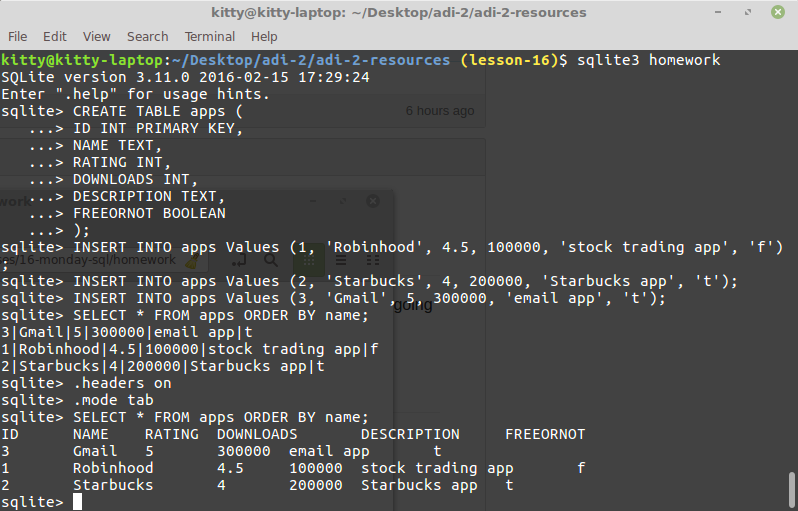 kitty@kitty-laptop: ~/Desktop/adi-2/adi-2-resources
File Edit View Search Terminal Help
kitty@kitty-laptop:~/Desktop/adi-2/adi-2-resources (lesson-16)$ sqlite3 homework
SQLite version 3.11.0 2016-02-15 17:29:24
Enter ".help" for usage hints.
sqlite> CREATE TABLE apps (
6 hours ago
...> ID INT PRIMARY KEY,
...> NAME TEXT,
...> RATING INT,
...> DOWNLOADS INT,
...> DESCRIPTION TEXT,
...> FREEORNOT BOOLEAN
...> );
sqlite> INSERT INTO apps Values (1, 'Robinhood', 4.5, 100000, 'stock trading app', 'f')
;
es/16-monday-sql/homework
sqlite> INSERT INTO apps Values (2, 'Starbucks', 4, 200000, 'Starbucks app', 't');
sqlite> INSERT INTO apps Values (3, 'Gmail', 5, 300000, 'email app', 't');
going
sqlite> SELECT * FROM apps ORDER BY name;
3|Gmail|5|300000|email app|t
1|Robinhood|4.5|100000|stock trading app|f
2|Starbucks|4|200000|Starbucks app|t
sqlite> .headers on
sqlite> .mode tab
sqlite> SELECT * FROM apps ORDER BY name;
ID NAME RATING DOWNLOADS DESCRIPTION FREEORNOT
3 Gmail 5 300000 email app t
1 Robinhood 4.5 100000 stock trading app f
2 Starbucks 4 200000 Starbucks app t
sqlite>